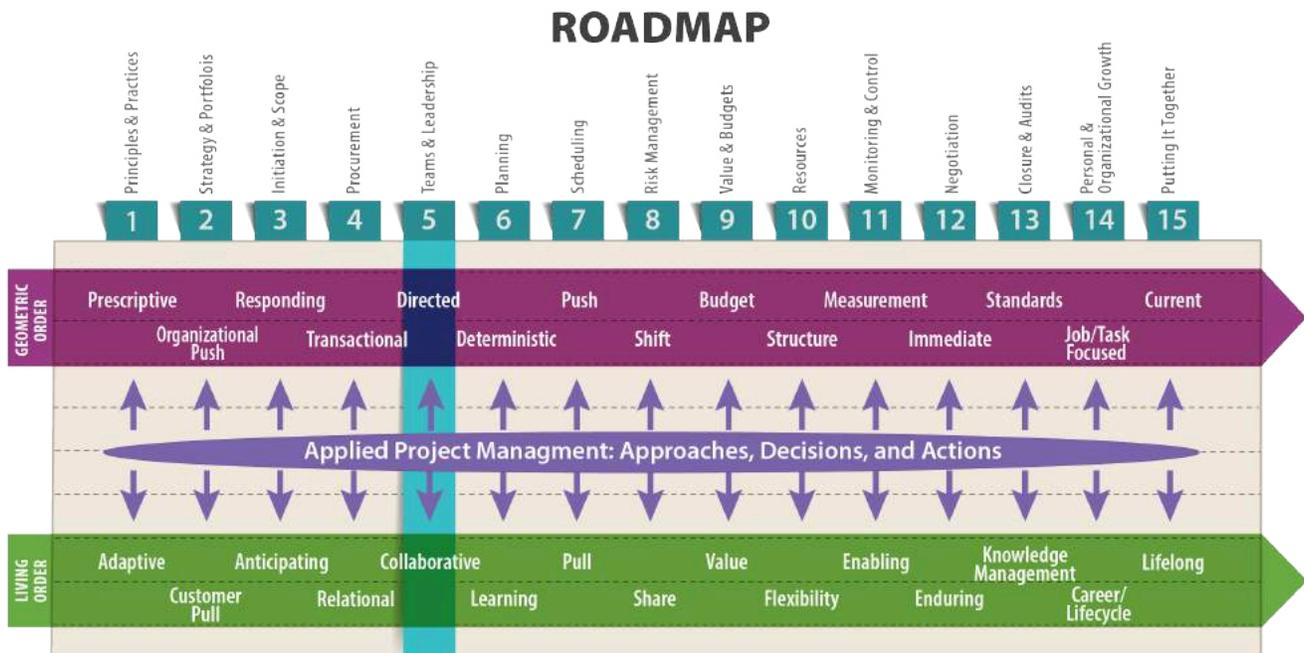 ROADMAP
Principles & Practices
Strategy & Portfolois
Initiation & Scope
Procurement
Teams & Leadership
Planning
Scheduling
Risk Management
Value & Budgets
Resources
Monitoring & Control
Negotiation
Closure & Audits
Personal &
Organizational Growth
Putting It Together
1 2 3 4 5 6 7 8 9 10 11 12 13 14 15
GEOMETRIC
ORDER
Prescriptive Responding Directed Push Budget Measurement Standards Current
Organizational
Push
Transactional Deterministic Shift Structure Immediate
Job/Task
Focused
Applied Project Managment: Approaches, Decisions, and Actions
LIVING
ORDER
Adaptive Anticipating Collaborative Pull Value Enabling
Knowledge
Management
Lifelong
Customer
Pull
Relational Learning Share Flexibility Enduring
Career/
Lifecycle